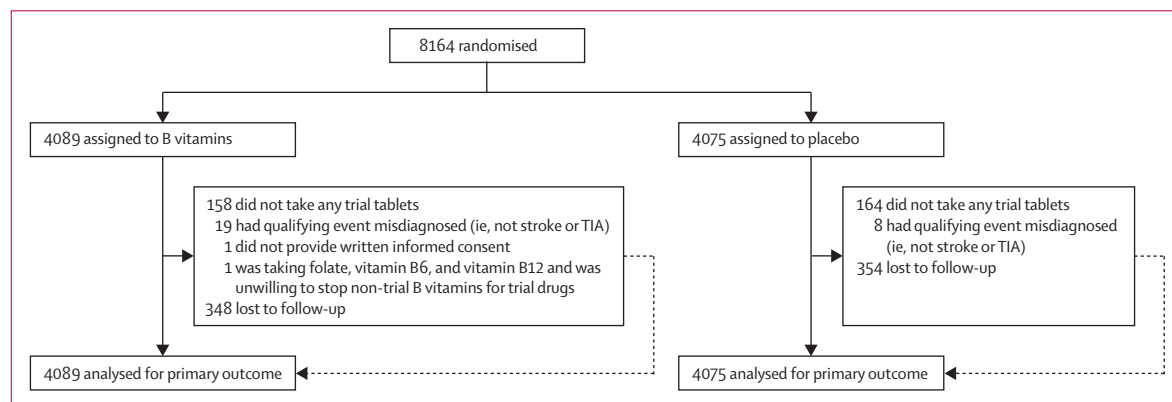 8164 randomised
4089 assigned to B vitamins
4075 assigned to placebo
158 did not take any trial tablets
19 had qualifying event misdiagnosed (ie, not stroke or TIA)
1 did not provide written informed consent
1 was taking folate, vitamin B6, and vitamin B12 and was
unwilling to stop non-trial B vitamins for trial drugs
348 lost to follow-up
164 did not take any trial tablets
8 had qualifying event misdiagnosed
(ie, not stroke or TIA)
354 lost to follow-up
4089 analysed for primary outcome
4075 analysed for primary outcome